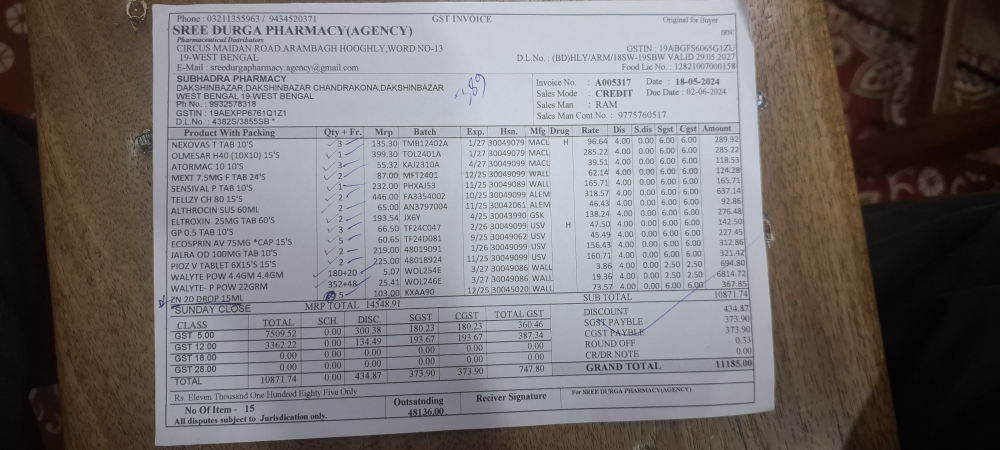 Phone : 03211355963 / 9434520371 GST INVOICE Original for Buyer
SREE DURGA PHARMACY(AGENCY)
Pharmaceutical Distributors
CIRCUS MAIDAN ROAD.ARAMBAGH HOOGHLY,WORD NO-13 GSTIN : 19ABGFS6065G1ZU
19-WEST BENGAL D.L.No. : (BD)HLY/ARM/18SW-19SBW VALID 29.05.2027
E-Mail : sreedurgapharmacy.agency@gmail.com Food Lic No. : 12821007000158
SUBHADRA PHARMACY
DAKSHINBAZAR,DAKSHINBAZAR CHANDRAKONA,DAKSHINBAZAR
WEST BENGAL 19-WEST BENGAL
Ph No. : 9932578318
GSTIN : 19AEXPP6761Q1Z1
D.L.No. : 4382S/3855SB *
Invoice No. : A005317 Date : 18-05-2024
Sales Mode : CREDIT Due Date : 02-06-2024
Sales Man : RAM
Sales Man Cont No. : 9775760517
Product With Packing Qty + Fr. Mrp Batch Exp. Hsn. Mfg Drug Rate Dis S.dis Sgst Cgst Amount
NEXOVAS T TAB 10'S 3 135.30 TMB12402A 1/27 30049079 MACL H 96.64 4.00 0.00 6.00 6.00 289.92
OLMESAR H40 (10X10) 15'S 1 399.30 TOL2401A 1/27 30049079 MACL 285.22 4.00 0.00 6.00 6.00 285.22
ATORMAC 10 10'S 3 55.32 KAJ2310A 4/27 30049099 MACL 39.51 4.00 0.00 6.00 6.00 118.53
MEXT 7.5MG F TAB 24'S 2 87.00 MFT2401 12/25 30049099 WALL 62.14 4.00 0.00 6.00 6.00 124.28
SENSIVAL P TAB 10'S 1 232.00 PHXAJ53 11/25 30049089 WALL 165.71 4.00 0.00 6.00 6.00 165.71
TELLZY CH 80 15'S 2 446.00 FA3354002 10/25 30049099 ALEM 318.57 4.00 0.00 6.00 6.00 637.14
ALTHROCIN SUS 60ML 2 65.00 AN3797004 11/25 30042061 ALEM 46.43 4.00 0.00 6.00 6.00 92.86
ELTROXIN 25MG TAB 60'S 2 193.54 JX6Y 4/25 30043990 GSK 138.24 4.00 0.00 6.00 6.00 276.48
GP 0.5 TAB 10'S 3 66.50 TF24C047 2/26 30049099 USV H 47.50 4.00 0.00 6.00 6.00 142.50
ECOSPRIN AV 75MG *CAP 15'S 5 60.65 TF24D081 9/25 30049062 USV 45.49 4.00 0.00 6.00 6.00 227.45
JALRA OD 100MG TAB 10'S 2 219.00 48019091 1/26 30049099 USV 156.43 4.00 0.00 6.00 6.00 312.86
PIOZ V TABLET 6X15'S 15'S 2 225.00 48018924 11/25 30049099 USV 160.71 4.00 0.00 6.00 6.00 321.42
WALYTE POW 4.4GM 4.4GM 180+20 5.07 WOL254E 3/27 30049086 WALL 3.86 4.00 0.00 2.50 2.50 694.80
WALYTE- P POW 22GRM 352+48 25.41 WOL246E 3/27 30049086 WALL 19.36 4.00 0.00 2.50 2.50 6814.72
ZN 20 DROP 15ML 5 103.00 KXAA90 12/25 30045020 WALL 73.57 4.00 0.00 6.00 6.00 367.85
SUNDAY CLOSE MRP TOTAL 14548.91 SUB TOTAL 10871.74
CLASS TOTAL SCH DISC SGST CGST TOTAL GST
GST 5.00 7509.52 0.00 300.38 180.23 180.23 360.46
GST 12.00 3362.22 0.00 134.49 193.67 193.67 387.34
GST 18.00 0.00 0.00 0.00 0.00 0.00 0.00
GST 28.00 0.00 0.00 0.00 0.00 0.00 0.00
TOTAL 10871.74 0.00 434.87 373.90 373.90 747.80
DISCOUNT 434.87
SGST PAYBLE 373.90
CGST PAYBLE 373.90
ROUND OFF 0.33
CR/DR NOTE 0.00
GRAND TOTAL 11185.00
Rs. Eleven Thousand One Hundred Eighty Five Only
No Of Item - 15
All disputes subject to Jurisdication only.
Outsatnding
48136.00
Reciver Signature
For SREE DURGA PHARMACY(AGENCY)